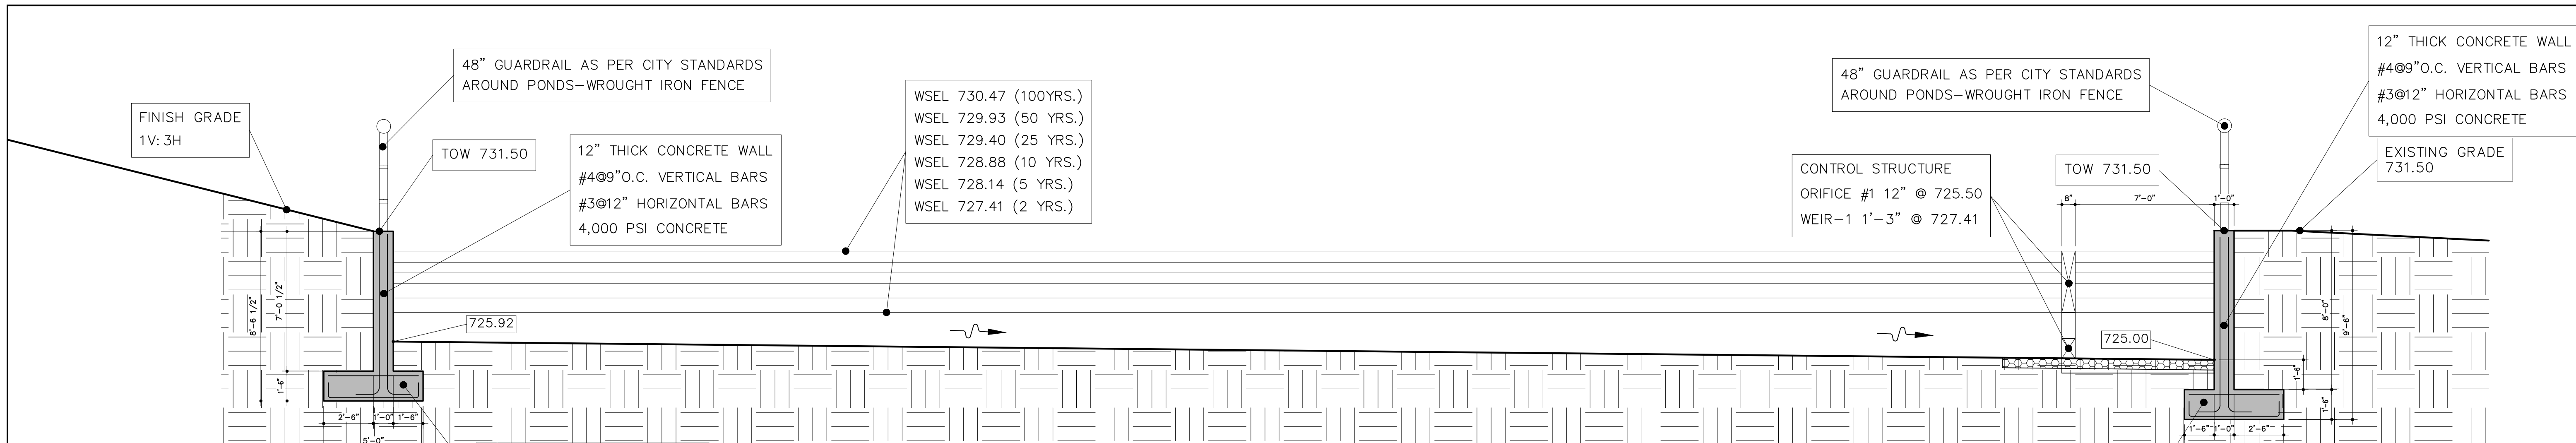 FINISH GRADE
1V:3H
48" GUARDRAIL AS PER CITY STANDARDS
AROUND PONDS-WROUGHT IRON FENCE
TOW 731.50
12" THICK CONCRETE WALL
#4@9"O.C. VERTICAL BARS
#3@12" HORIZONTAL BARS
4,000 PSI CONCRETE
WSEL 730.47 (100YRS.)
WSEL 729.93 (50 YRS.)
WSEL 729.40 (25 YRS.)
WSEL 728.88 (10 YRS.)
WSEL 728.14 (5 YRS.)
WSEL 727.41 (2 YRS.)
725.92
8'-6 1/2"
7'-0 1/2"
1'-6"
2'-6"
1'-0"
1'-6"
5'-0"
48" GUARDRAIL AS PER CITY STANDARDS
AROUND PONDS-WROUGHT IRON FENCE
CONTROL STRUCTURE
ORIFICE #1 12" @ 725.50
WEIR-1 1'-3" @ 727.41
TOW 731.50
8"
7'-0"
1'-0"
725.00
12" THICK CONCRETE WALL
#4@9"O.C. VERTICAL BARS
#3@12" HORIZONTAL BARS
4,000 PSI CONCRETE
EXISTING GRADE
731.50
8'-0"
9'-6"
1'-6"
1'-6"
1'-6"
1'-0"
2'-6"